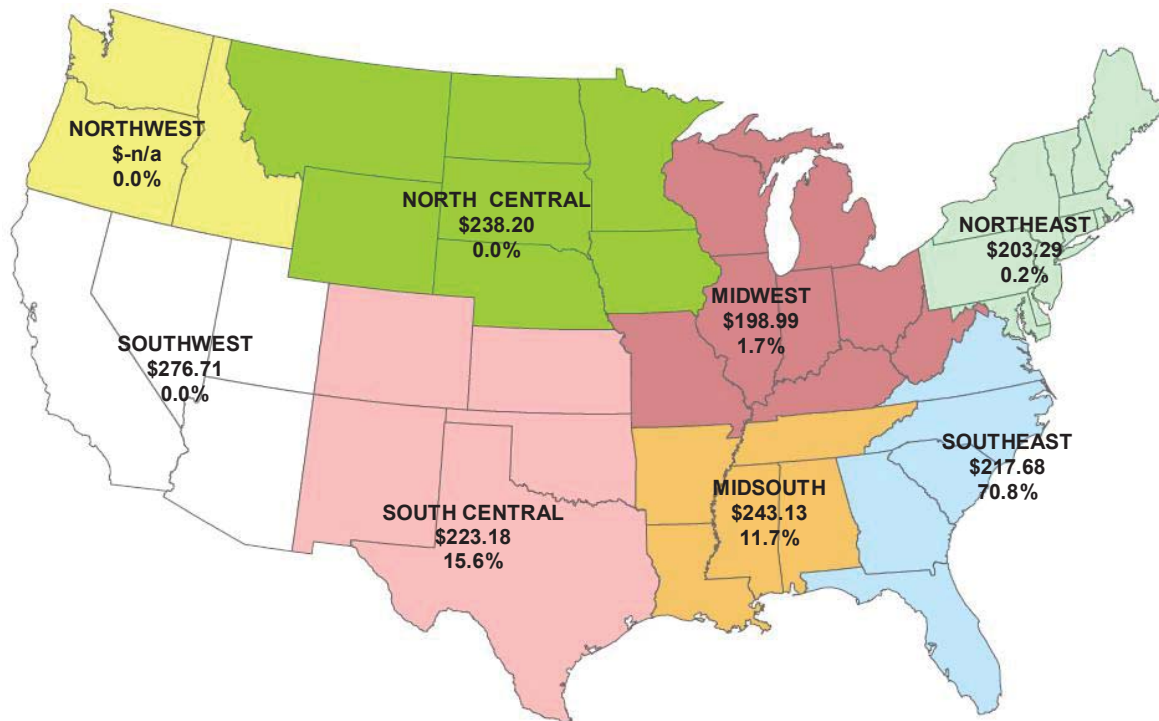 NORTHWEST
$-n/a
0.0%
NORTH CENTRAL
$238.20
0.0%
NORTHEAST
$203.29
0.2%
MIDWEST
$198.99
1.7%
SOUTHWEST
$276.71
0.0%
SOUTHEAST
$217.68
70.8%
MIDSOUTH
$243.13
11.7%
SOUTH CENTRAL
$223.18
15.6%